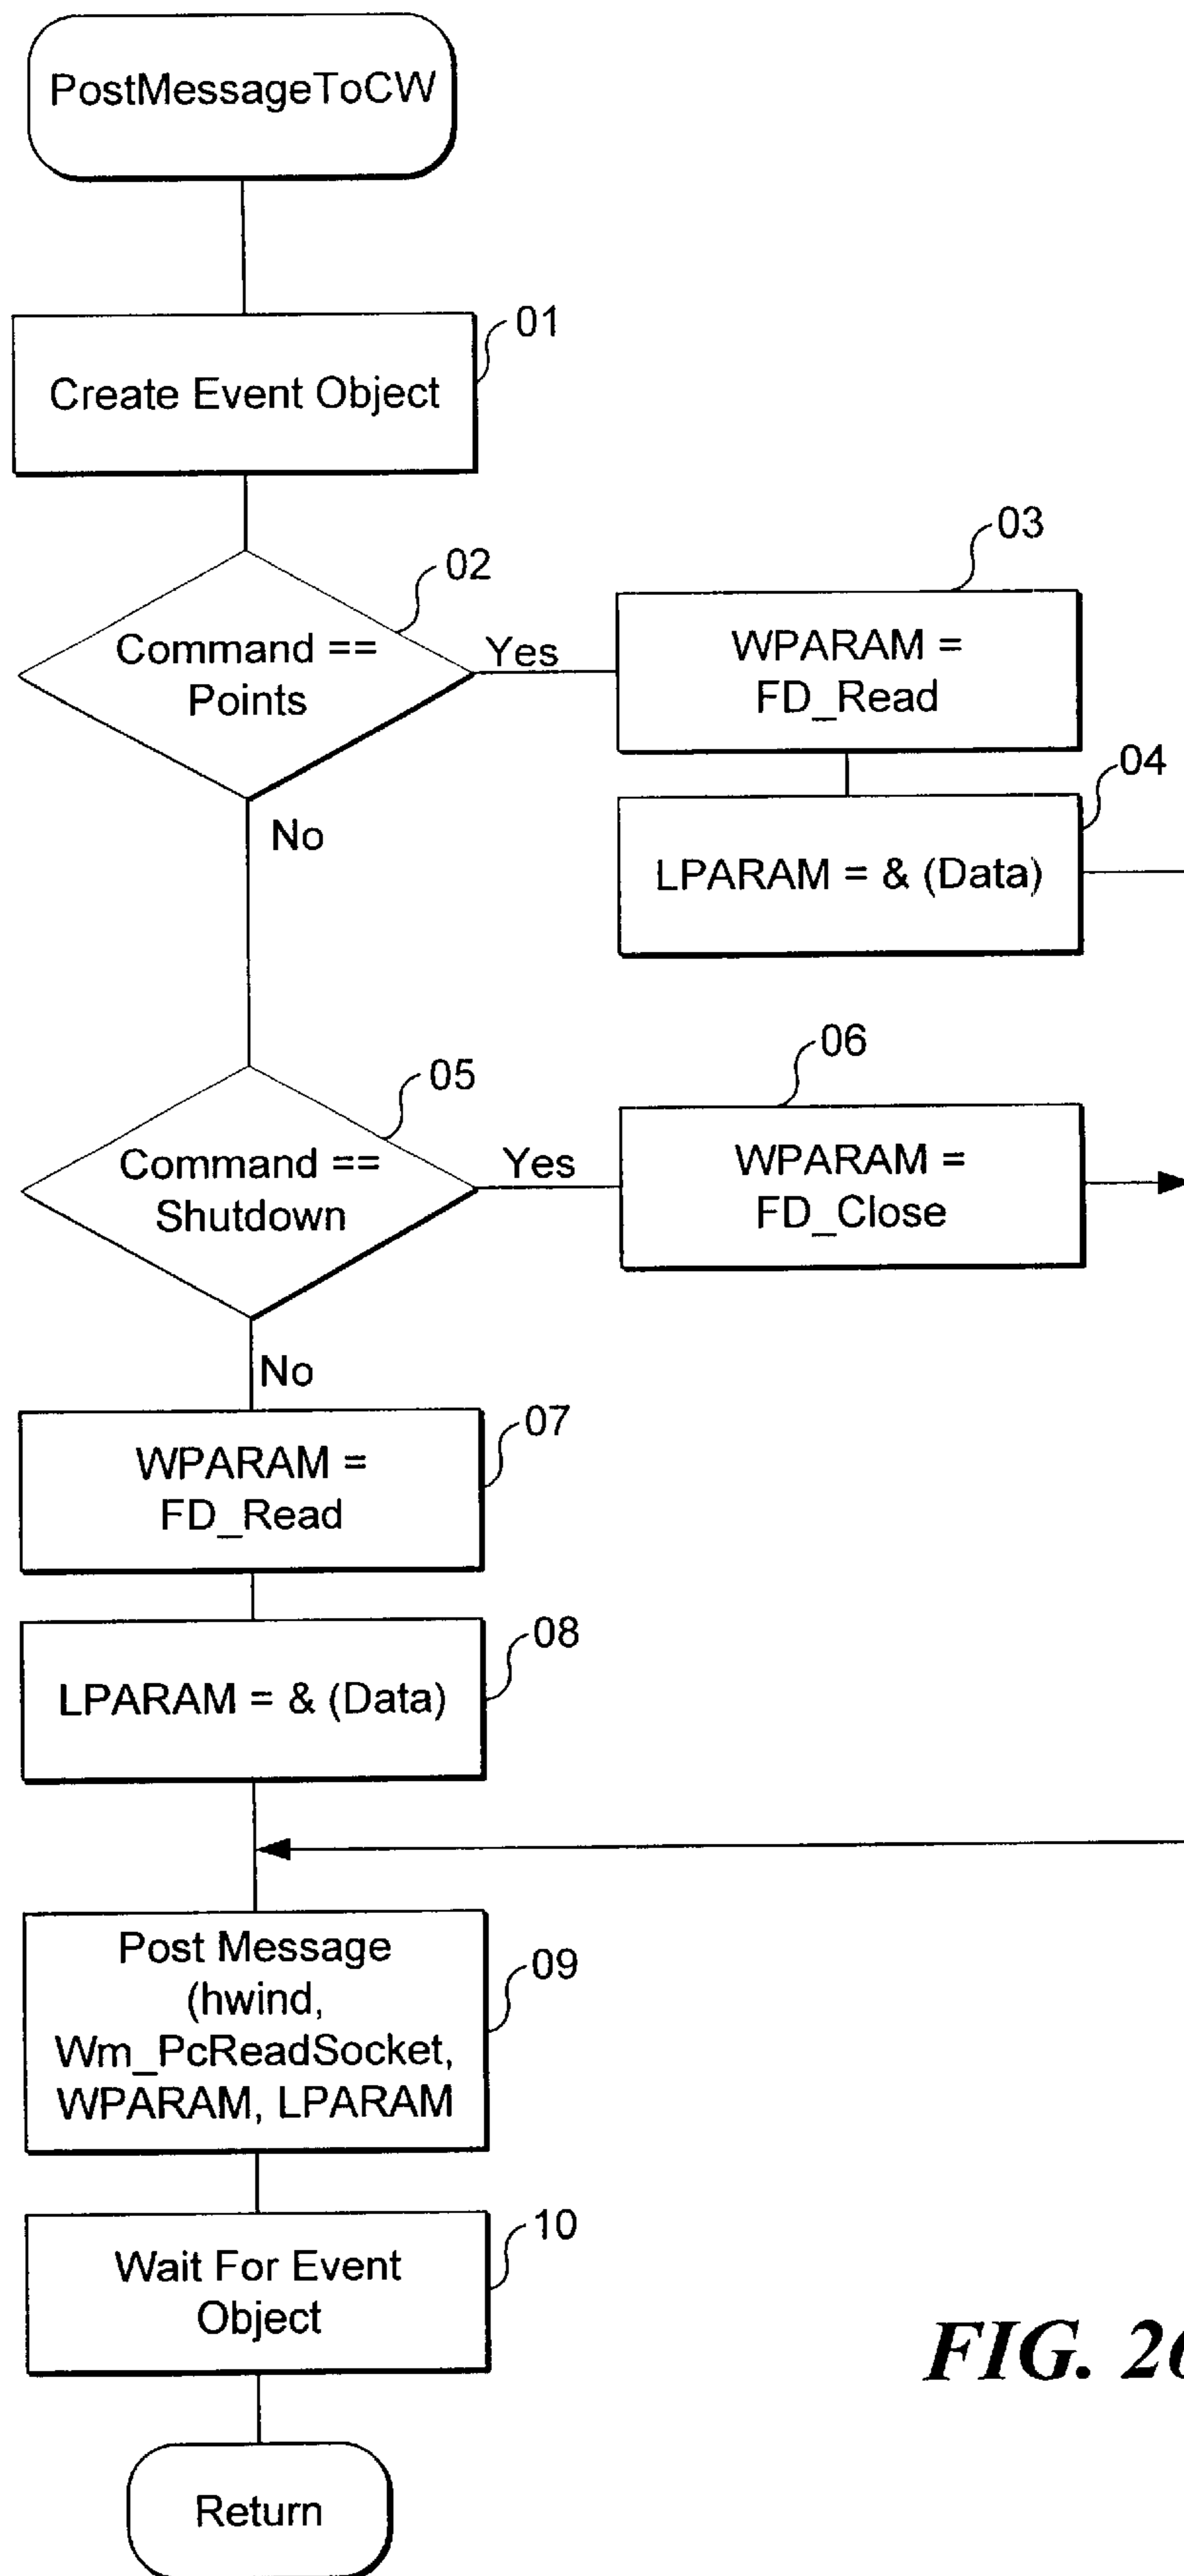 PostMessageToCW
01
Create Event Object
02
Command ==
Points
Yes
03
WPARAM =
FD_Read
04
LPARAM = & (Data)
No
05
Command ==
Shutdown
Yes
06
WPARAM =
FD_Close
No
07
WPARAM =
FD_Read
08
LPARAM = & (Data)
09
Post Message
(hwind,
Wm_PcReadSocket,
WPARAM, LPARAM
10
Wait For Event
Object
Return
FIG.